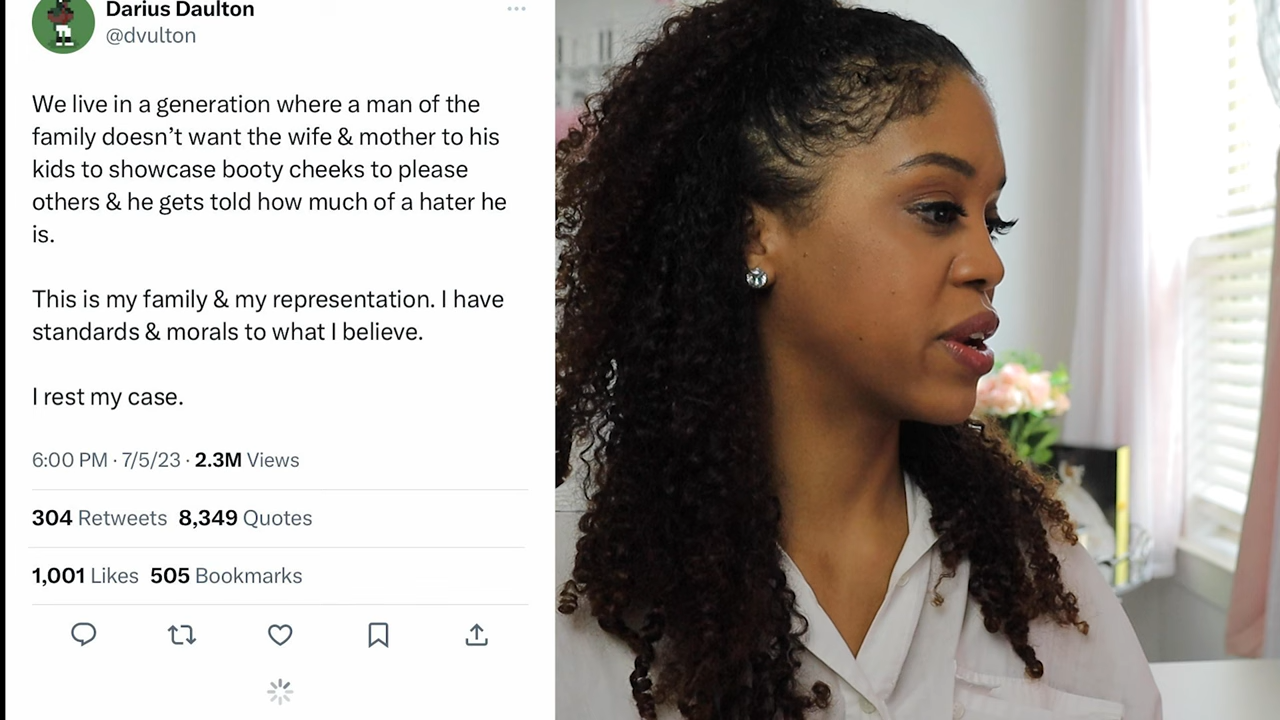 Darius Daulton
@dvulton
We live in a generation where a man of the
family doesn’t want the wife & mother to his
kids to showcase booty cheeks to please
others & he gets told how much of a hater he
is.
This is my family & my representation. I have
standards & morals to what I believe.
I rest my case.
6:00 PM · 7/5/23 · 2.3M Views
304 Retweets 8,349 Quotes
1,001 Likes 505 Bookmarks